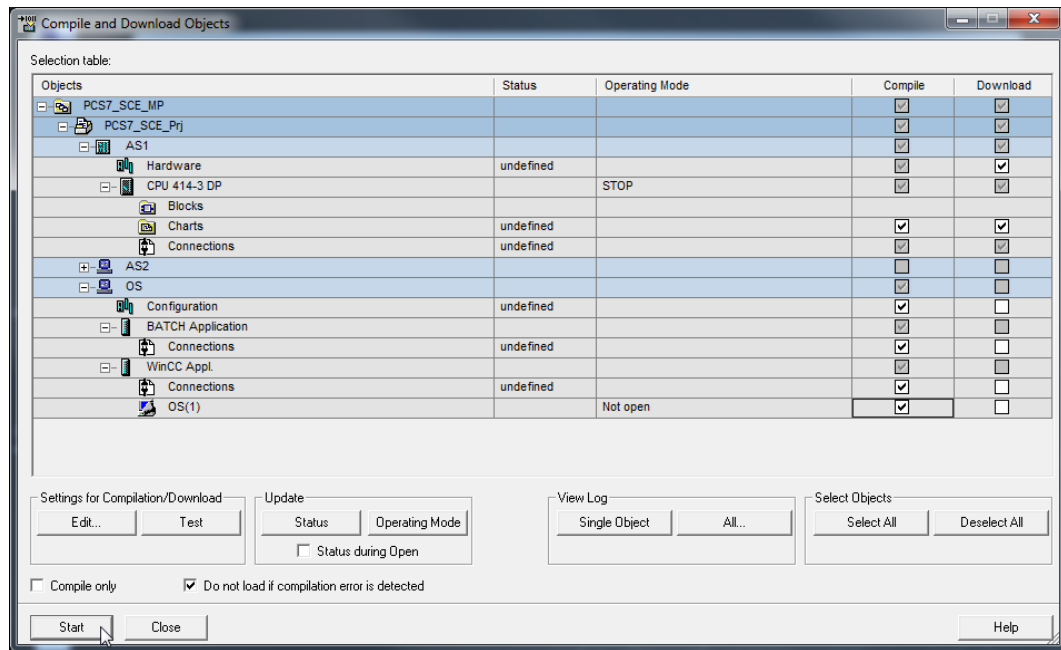 Compile and Download Objects
Selection table:
Objects Status Operating Mode Compile Download
PCS7_SCE_MP
PCS7_SCE_Prj
AS1
Hardware undefined
CPU 414-3 DP STOP
Blocks
Charts undefined
Connections undefined
AS2
OS
Configuration undefined
BATCH Application
Connections undefined
WinCC Appl.
Connections undefined
OS(1) Not open
Settings for Compilation/Download Update View Log Select Objects
Edit... Test Status Operating Mode Single Object All... Select All Deselect All
Status during Open
Compile only Do not load if compilation error is detected
Start Close Help